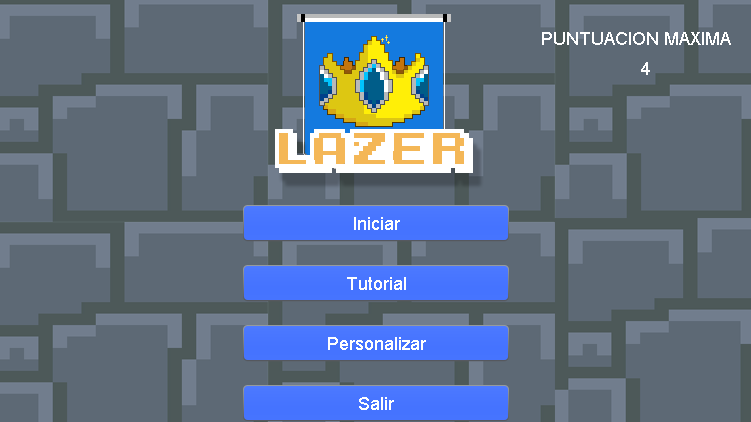 PUNTUACION MAXIMA
4
LAZER
Iniciar
Tutorial
Personalizar
Salir